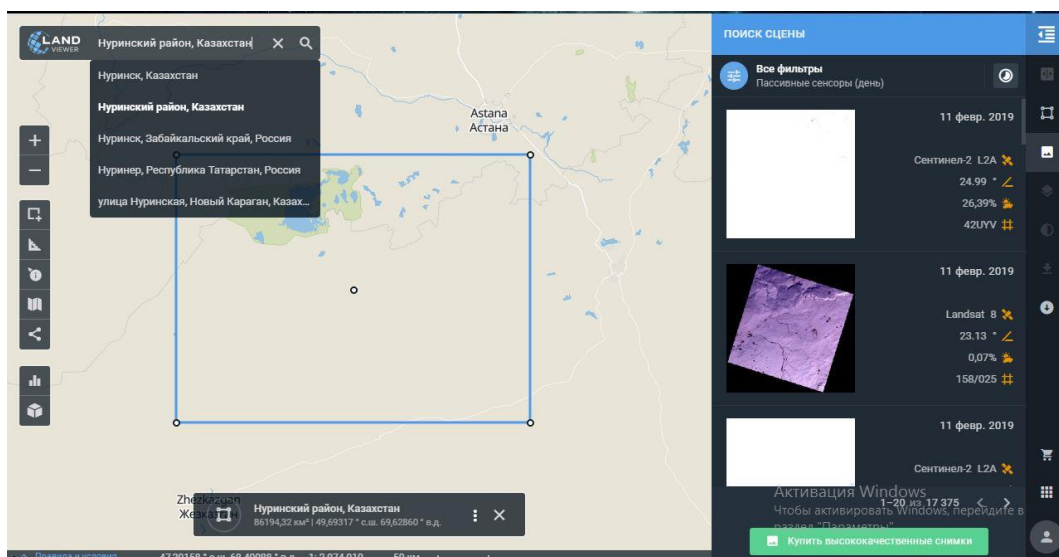 LAND
VIEWER
Нуринский район, Казахстан
Нуринск, Казахстан
Нуринский район, Казахстан
Нуринск, Забайкальский край, Россия
Нуринер, Республика Татарстан, Россия
улица Нуринская, Новый Караган, Казах...
Astana
Астана
Zhezkazgan
Нуринский район, Казахстан
86194,32 км² | 49,69317 ° с.ш. 69,62860 ° в.д.
Правила и условия
50 км
ПОИСК СЦЕНЫ
Все фильтры
Пассивные сенсоры (день)
11 февр. 2019
Сентинел-2 L2A
24.99 °
26,39%
42UYV
11 февр. 2019
Landsat 8
23.13 °
0,07%
158/025
11 февр. 2019
Сентинел-2 L2A
Активация Windows
1–20 из 17 375
Чтобы активировать Windows, перейдите в
раздел "Параметры".
Купить высококачественные снимки